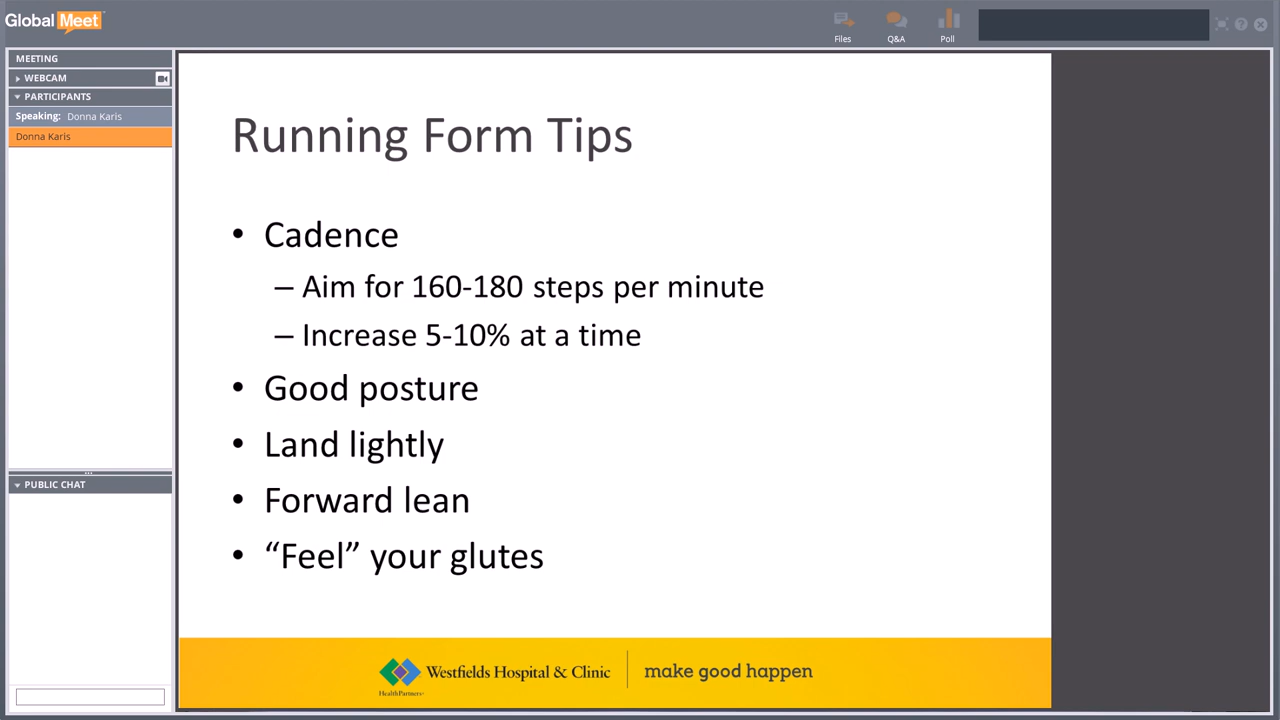 Global Meet
Files
Q&A
Poll
MEETING
WEBCAM
PARTICIPANTS
Speaking: Donna Karis
Donna Karis
PUBLIC CHAT
Running Form Tips
• Cadence
– Aim for 160-180 steps per minute
– Increase 5-10% at a time
• Good posture
• Land lightly
• Forward lean
• “Feel” your glutes
Westfields Hospital & Clinic
HealthPartners
make good happen